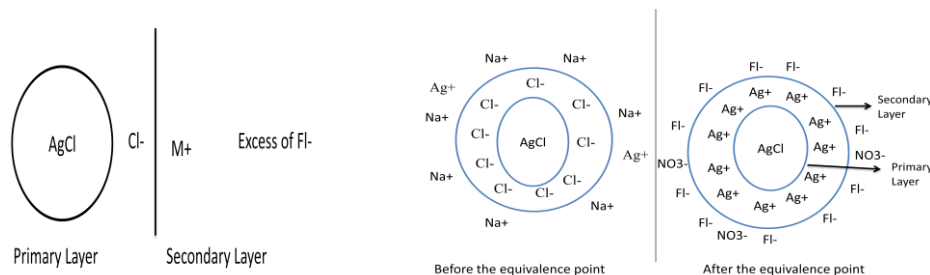 AgCl
Cl-
M+
Excess of Fl-
Primary Layer
Secondary Layer
Na+
Na+
Ag+
Cl-
Na+
Cl-
Cl-
Na+
Cl-
Cl-
AgCl
Cl-
Ag+
Na+
Cl-
Cl-
Cl-
Cl-
Na+
Na+
Before the equivalence point
Fl-
Fl-
Fl-
Fl-
Fl-
Ag+
Ag+
Ag+
Ag+
Secondary
Layer
Fl-
Fl-
Ag+
Ag+
AgCl
NO3-
NO3-
Ag+
Ag+
Primary
Layer
Fl-
Fl-
Ag+
Ag+
Ag+
Fl-
Fl-
NO3-
Fl-
After the equivalence point